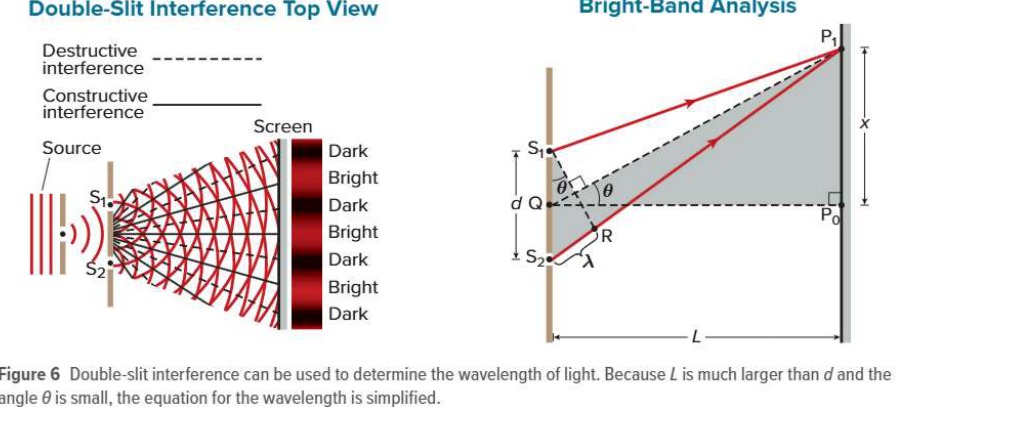 Double-Slit Interference Top View
Destructive
interference
Constructive
interference
Source
Screen
S1
S2
Dark
Bright
Dark
Bright
Dark
Bright
Dark
Bright-Band Analysis
P1
x
S1
θ
θ
d
Q
P0
R
S2
λ
L
Figure 6 Double-slit interference can be used to determine the wavelength of light. Because L is much larger than d and the
angle θ is small, the equation for the wavelength is simplified.